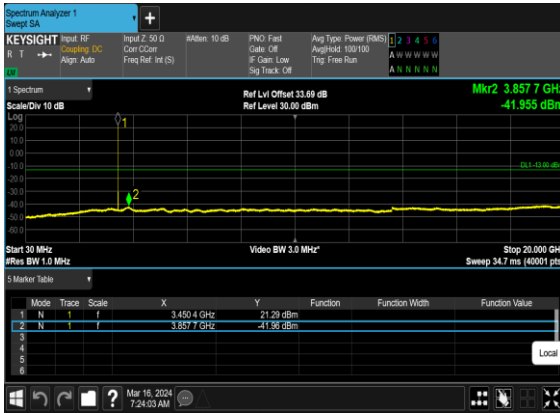 Spectrum Analyzer 1
Swept SA
+
KEYSIGHT Input: RF Input Z: 50 Ω #Atten: 10 dB PNO: Fast Avg Type: Power (RMS) 1 2 3 4 5 6
R T Coupling: DC Corr CCorr Gate: Off Avg|Hold: 100/100 A W W W W W
Align: Auto Freq Ref: Int (S) IF Gain: Low Trig: Free Run
Sig Track: Off A N N N N N
1 Spectrum Ref Lvl Offset 33.69 dB Mkr2 3.857 7 GHz
Scale/Div 10 dB Ref Level 30.00 dBm -41.955 dBm
Log
20.0
10.0
0.00
-10.0
-20.0
-30.0
-40.0
-50.0
-60.0
1
2
DL1 -13.00 dBm
Start 30 MHz Video BW 3.0 MHz* Stop 20.000 GHz
#Res BW 1.0 MHz Sweep 34.7 ms (40001 pts)
5 Marker Table
Mode Trace Scale X Y Function Function Width Function Value
1 N 1 f 3.450 4 GHz 21.29 dBm
2 N 1 f 3.857 7 GHz -41.96 dBm
3
4
5
6
Local
? Mar 16, 2024
7:24:03 AM